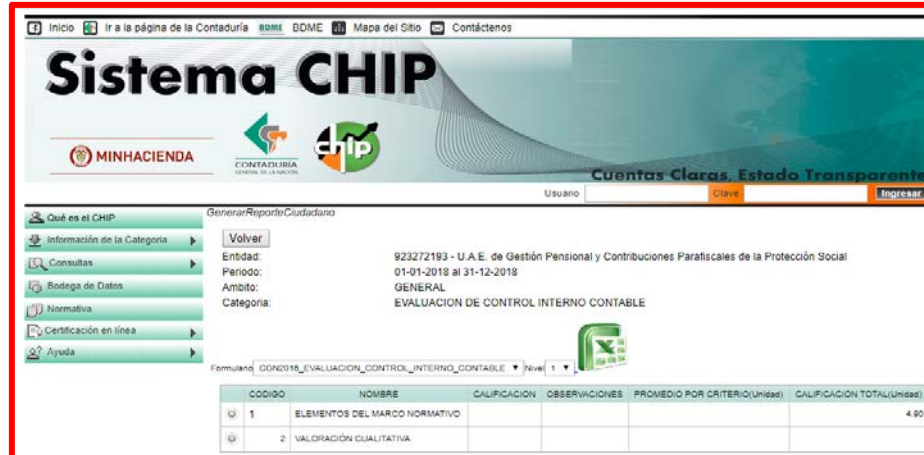 Inicio Ir a la página de la Contaduría BDME BDME Mapa del Sitio Contáctenos
Sistema CHIP
MINHACIENDA
CONTADURÍA
GENERAL DE LA NACIÓN
chip
Cuentas Claras, Estado Transparente
Usuario Clave Ingresar
Qué es el CHIP
Información de la Categoria
Consultas
Bodega de Datos
Normativa
Certificación en línea
Ayuda
GenerarReporteCiudadano
Volver
Entidad: 923272193 - U.A.E. de Gestión Pensional y Contribuciones Parafiscales de la Protección Social
Periodo: 01-01-2018 al 31-12-2018
Ambito: GENERAL
Categoria: EVALUACION DE CONTROL INTERNO CONTABLE
Formulario CON2016_EVALUACION_CONTROL_INTERNO_CONTABLE Nivel 1
CODIGO NOMBRE CALIFICACION OBSERVACIONES PROMEDIO POR CRITERIO(Unidad) CALIFICACION TOTAL(Unidad)
1 ELEMENTOS DEL MARCO NORMATIVO 4.90
2 VALORACIÓN CUALITATIVA